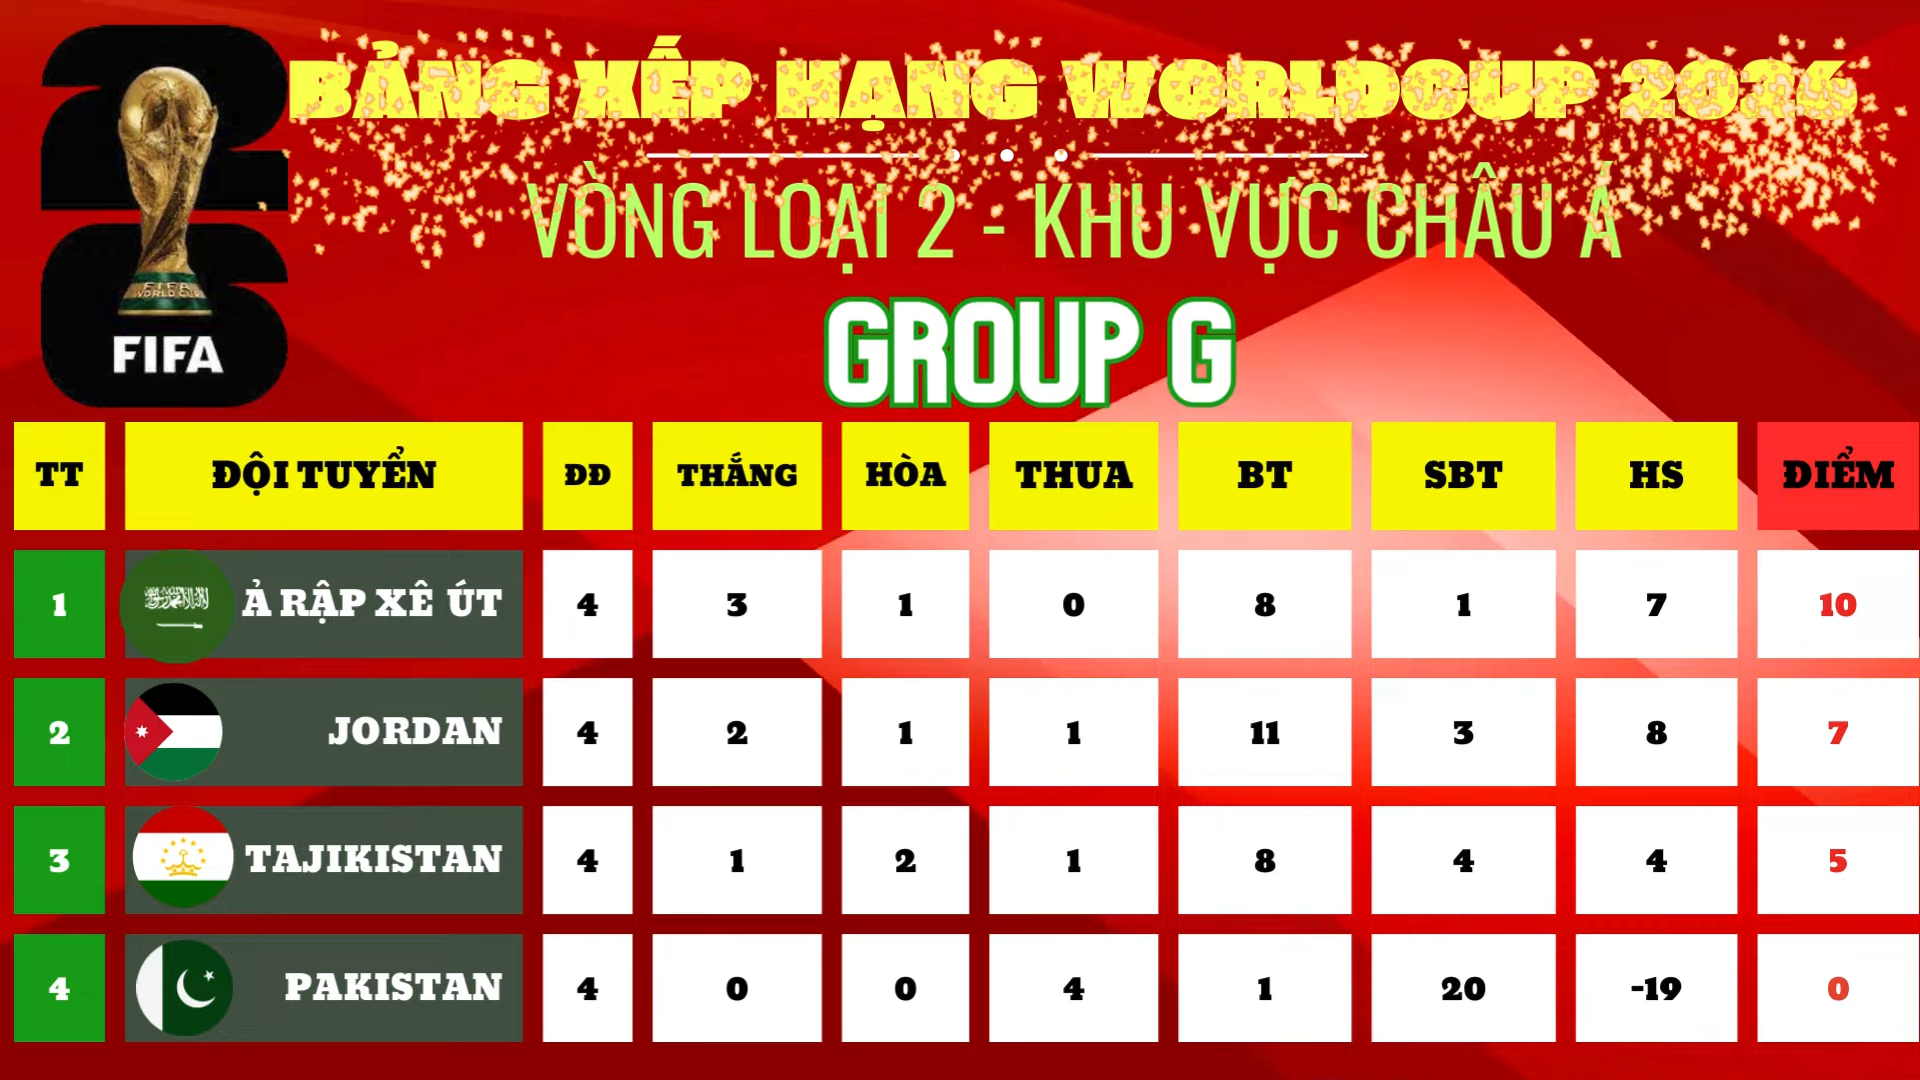 BẢNG XẾP HẠNG WORLDCUP 2026
VÒNG LOẠI 2 - KHU VỰC CHÂU Á
FIFA WORLD CUP
FIFA
GROUP G
TT ĐỘI TUYỂN ĐĐ THẮNG HÒA THUA BT SBT HS ĐIỂM
1 Ả RẬP XÊ ÚT 4 3 1 0 8 1 7 10
2 JORDAN 4 2 1 1 11 3 8 7
3 TAJIKISTAN 4 1 2 1 8 4 4 5
4 PAKISTAN 4 0 0 4 1 20 -19 0